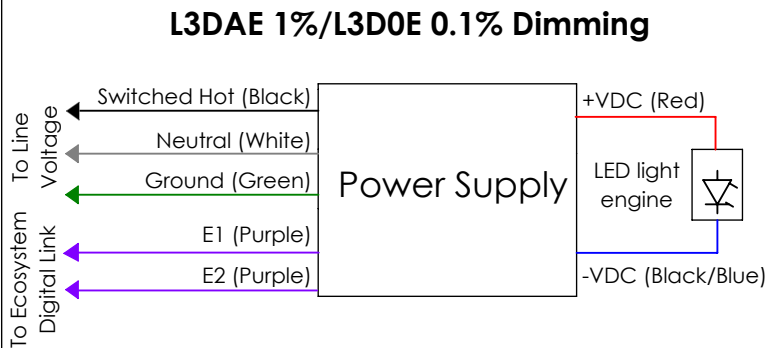 L3DAE 1%/L3D0E 0.1% Dimming
To Line
Voltage
Switched Hot (Black)
Neutral (White)
Ground (Green)
To Ecosystem
Digital Link
E1 (Purple)
E2 (Purple)
Power Supply
+VDC (Red)
LED light
engine
-VDC (Black/Blue)